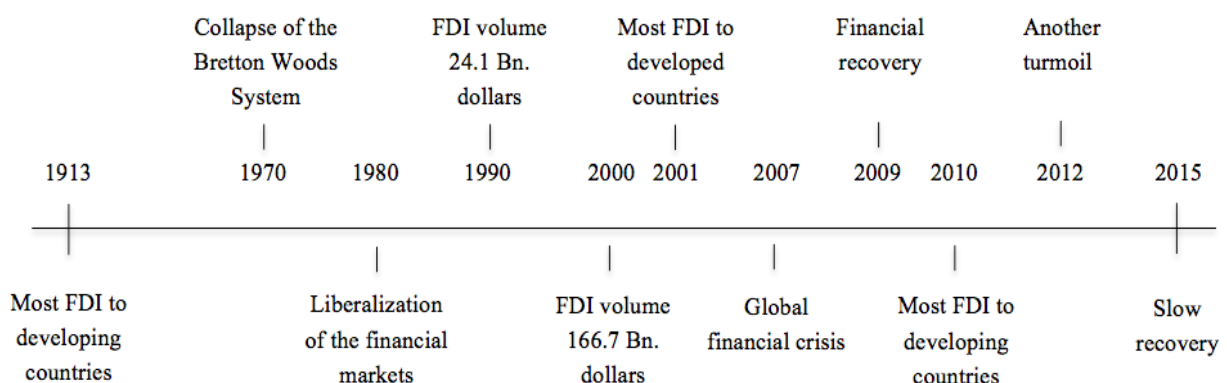 Collapse of the
Bretton Woods
System
FDI volume
24.1 Bn.
dollars
Most FDI to
developed
countries
Financial
recovery
Another
turmoil
1913 1970 1980 1990 2000 2001 2007 2009 2010 2012 2015
Most FDI to
developing
countries
Liberalization
of the financial
markets
FDI volume
166.7 Bn.
dollars
Global
financial crisis
Most FDI to
developing
countries
Slow
recovery